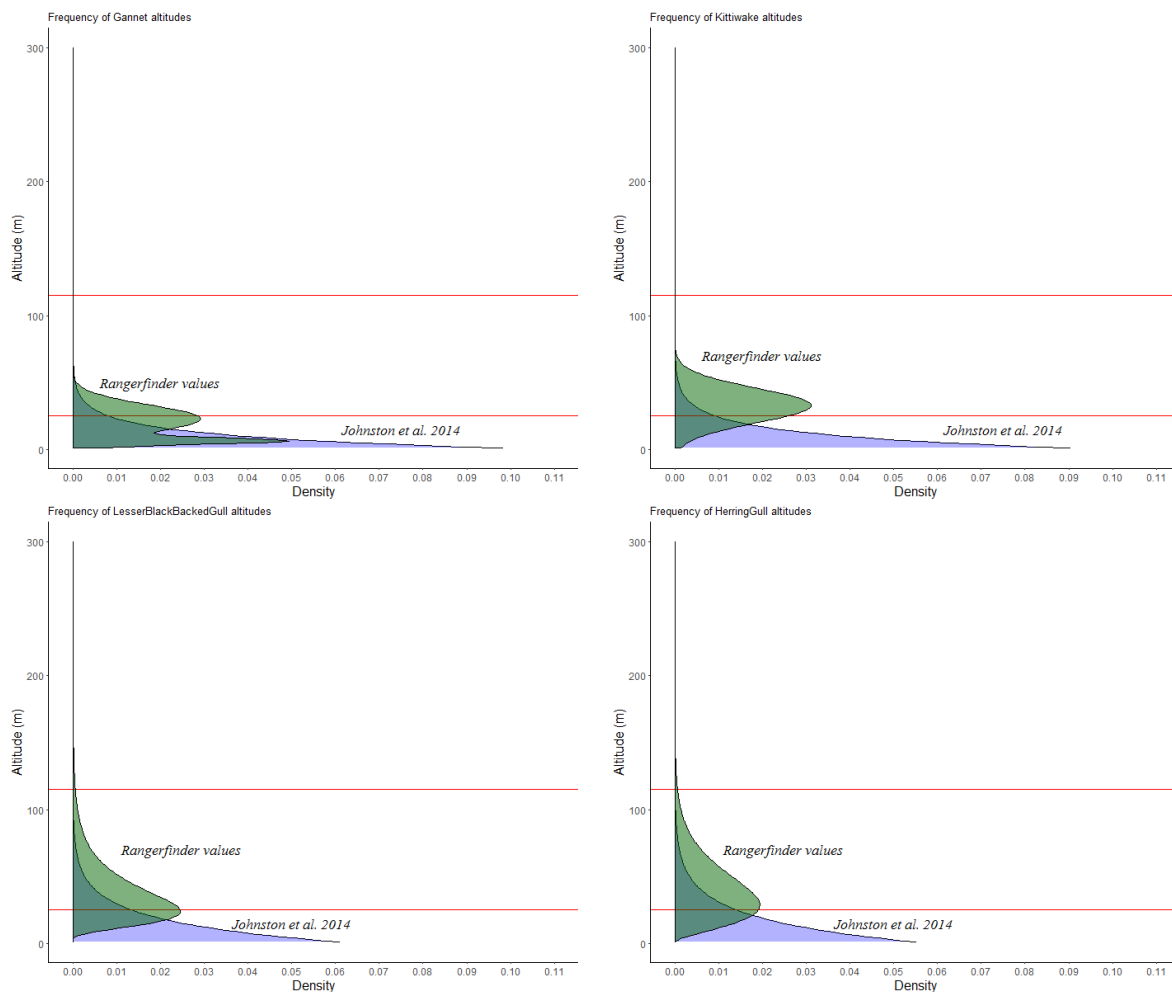 Frequency of Gannet altitudes
300
200
100
0
Altitude (m)
Rangerfinder values
Johnston et al. 2014
0.00 0.01 0.02 0.03 0.04 0.05 0.06 0.07 0.08 0.09 0.10 0.11
Density
Frequency of Kittiwake altitudes
300
200
100
0
Altitude (m)
Rangerfinder values
Johnston et al. 2014
0.00 0.01 0.02 0.03 0.04 0.05 0.06 0.07 0.08 0.09 0.10 0.11
Density
Frequency of LesserBlackBackedGull altitudes
300
200
100
0
Altitude (m)
Rangerfinder values
Johnston et al. 2014
0.00 0.01 0.02 0.03 0.04 0.05 0.06 0.07 0.08 0.09 0.10 0.11
Density
Frequency of HerringGull altitudes
300
200
100
0
Altitude (m)
Rangerfinder values
Johnston et al. 2014
0.00 0.01 0.02 0.03 0.04 0.05 0.06 0.07 0.08 0.09 0.10 0.11
Density